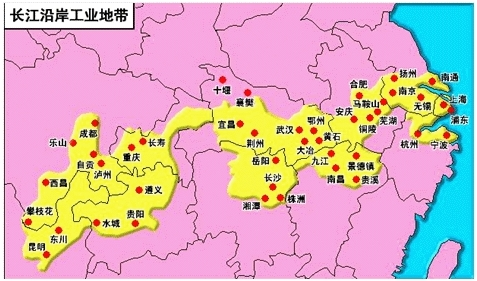 长江沿岸工业地带
十堰
襄樊
合肥
扬州
南通
南京
马鞍山
无锡
上海
浦东
安庆
芜湖
铜陵
杭州
宁波
宜昌
荆州
武汉
鄂州
黄石
大冶
九江
景德镇
南昌
贵溪
岳阳
长沙
湘潭
株洲
成都
乐山
自贡
泸州
长寿
重庆
西昌
遵义
攀枝花
水城
贵阳
东川
昆明